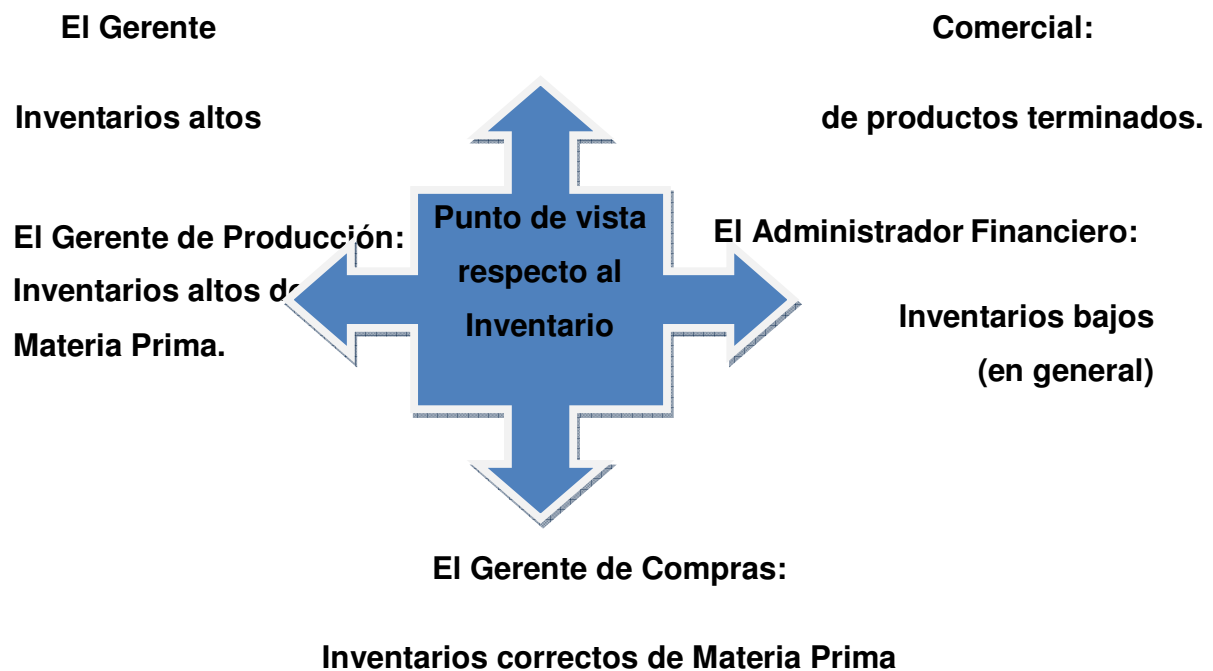 El Gerente Comercial:
Inventarios altos de productos terminados.
El Gerente de Producción:
Inventarios altos de
Materia Prima.
Punto de vista
respecto al
Inventario
El Administrador Financiero:
Inventarios bajos
(en general)
El Gerente de Compras:
Inventarios correctos de Materia Prima